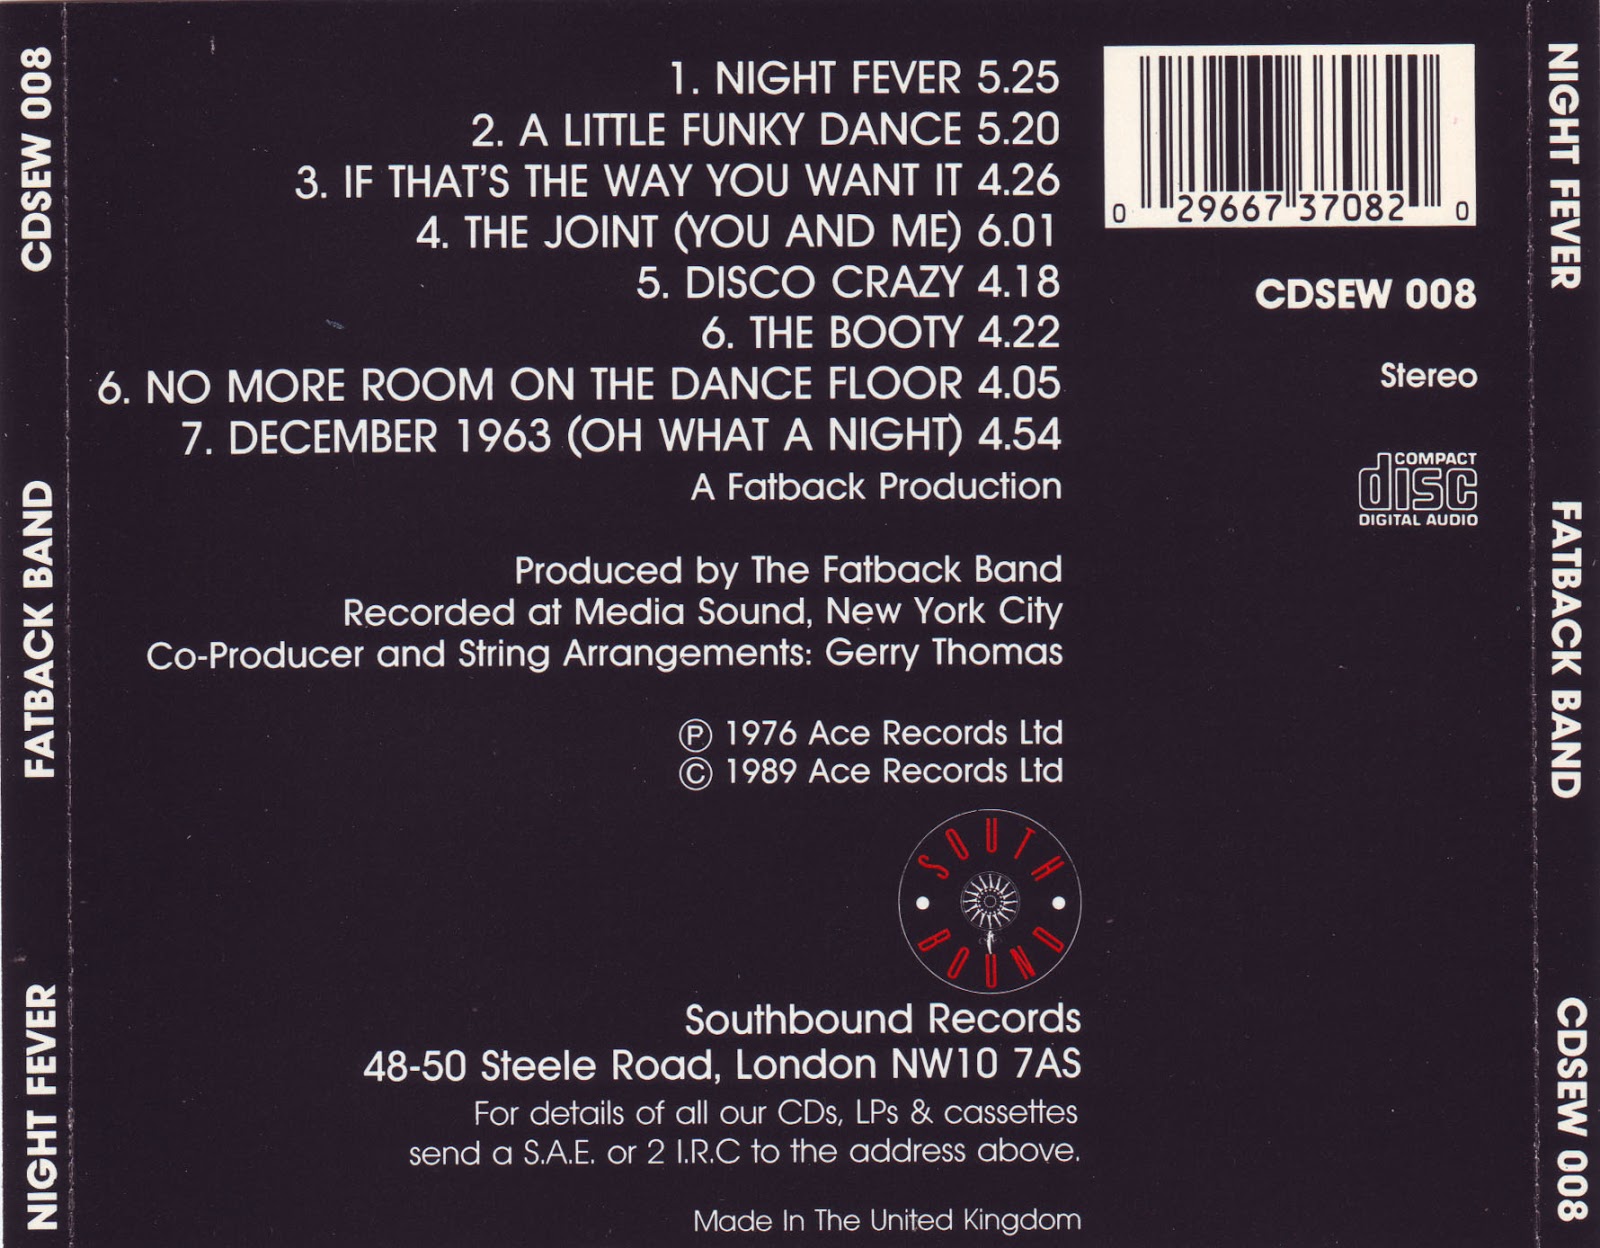 CDSEW 008
FATBACK BAND
NIGHT FEVER
1. NIGHT FEVER 5.25
2. A LITTLE FUNKY DANCE 5.20
3. IF THAT'S THE WAY YOU WANT IT 4.26
4. THE JOINT (YOU AND ME) 6.01
5. DISCO CRAZY 4.18
6. THE BOOTY 4.22
6. NO MORE ROOM ON THE DANCE FLOOR 4.05
7. DECEMBER 1963 (OH WHAT A NIGHT) 4.54
A Fatback Production
Produced by The Fatback Band
Recorded at Media Sound, New York City
Co-Producer and String Arrangements: Gerry Thomas
Ⓟ 1976 Ace Records Ltd
© 1989 Ace Records Ltd
SOUTH
BOUND
Southbound Records
48-50 Steele Road, London NW10 7AS
For details of all our CDs, LPs & cassettes
send a S.A.E. or 2 I.R.C to the address above.
Made In The United Kingdom
0 29667 37082 0
CDSEW 008
Stereo
COMPACT
disc
DIGITAL AUDIO
NIGHT FEVER
FATBACK BAND
CDSEW 008